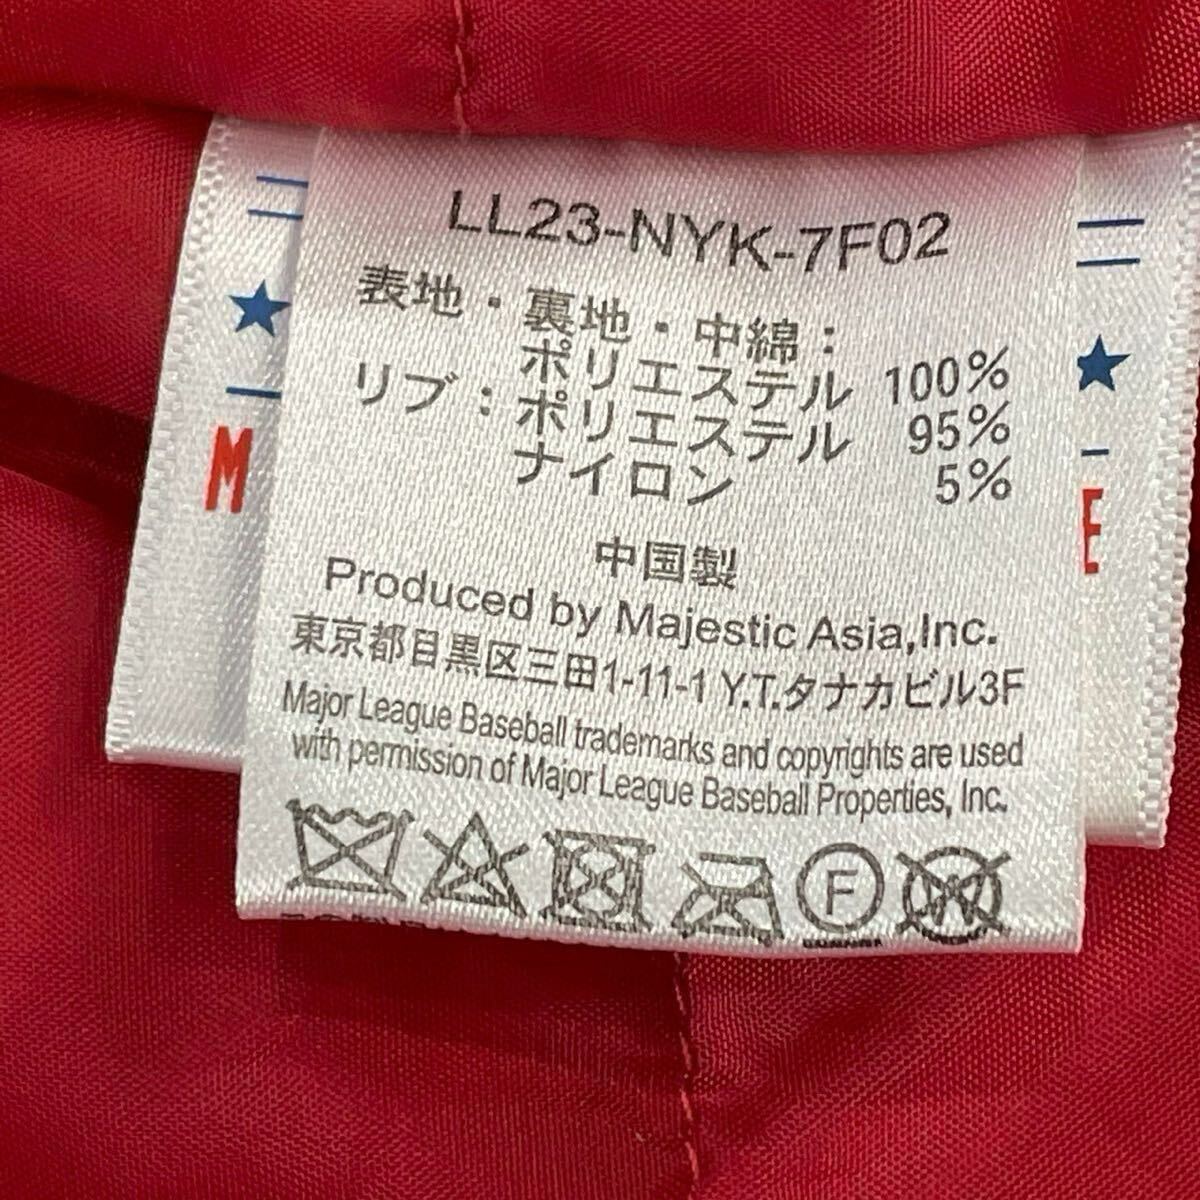 LL23-NYK-7F02
表地・裏地・中綿：
ポリエステル 100%
リブ：ポリエステル 95%
ナイロン 5%
中国製
Produced by Majestic Asia,Inc.
東京都目黒区三田1-11-1 Y.T.タナカビル3F
Major League Baseball trademarks and copyrights are used
with permission of Major League Baseball Properties, Inc.
F
W
M
E